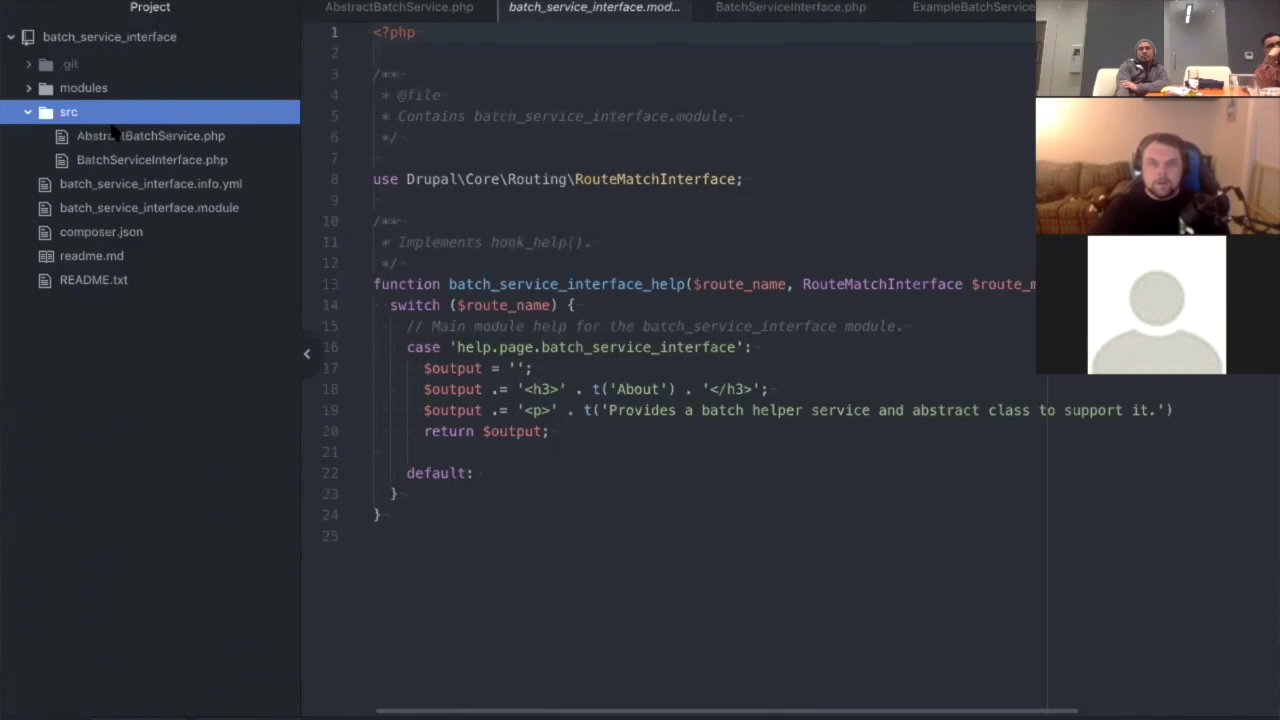 Project
batch_service_interface
.git
modules
src
AbstractBatchService.php
BatchServiceInterface.php
batch_service_interface.info.yml
batch_service_interface.module
composer.json
readme.md
README.txt
AbstractBatchService.php
batch_service_interface.mod...
BatchServiceInterface.php
ExampleBatchService
1 <?php
2
3 /**
4 * @file
5 * Contains batch_service_interface.module.
6 */
7
8 use Drupal\Core\Routing\RouteMatchInterface;
9
10 /**
11 * Implements hook_help().
12 */
13 function batch_service_interface_help($route_name, RouteMatchInterface $route_m
14 switch ($route_name) {
15 // Main module help for the batch_service_interface module.
16 case 'help.page.batch_service_interface':
17 $output = '';
18 $output .= '<h3>' . t('About') . '</h3>';
19 $output .= '<p>' . t('Provides a batch helper service and abstract class to support it.')
20 return $output;
21
22 default:
23 }
24 }
25